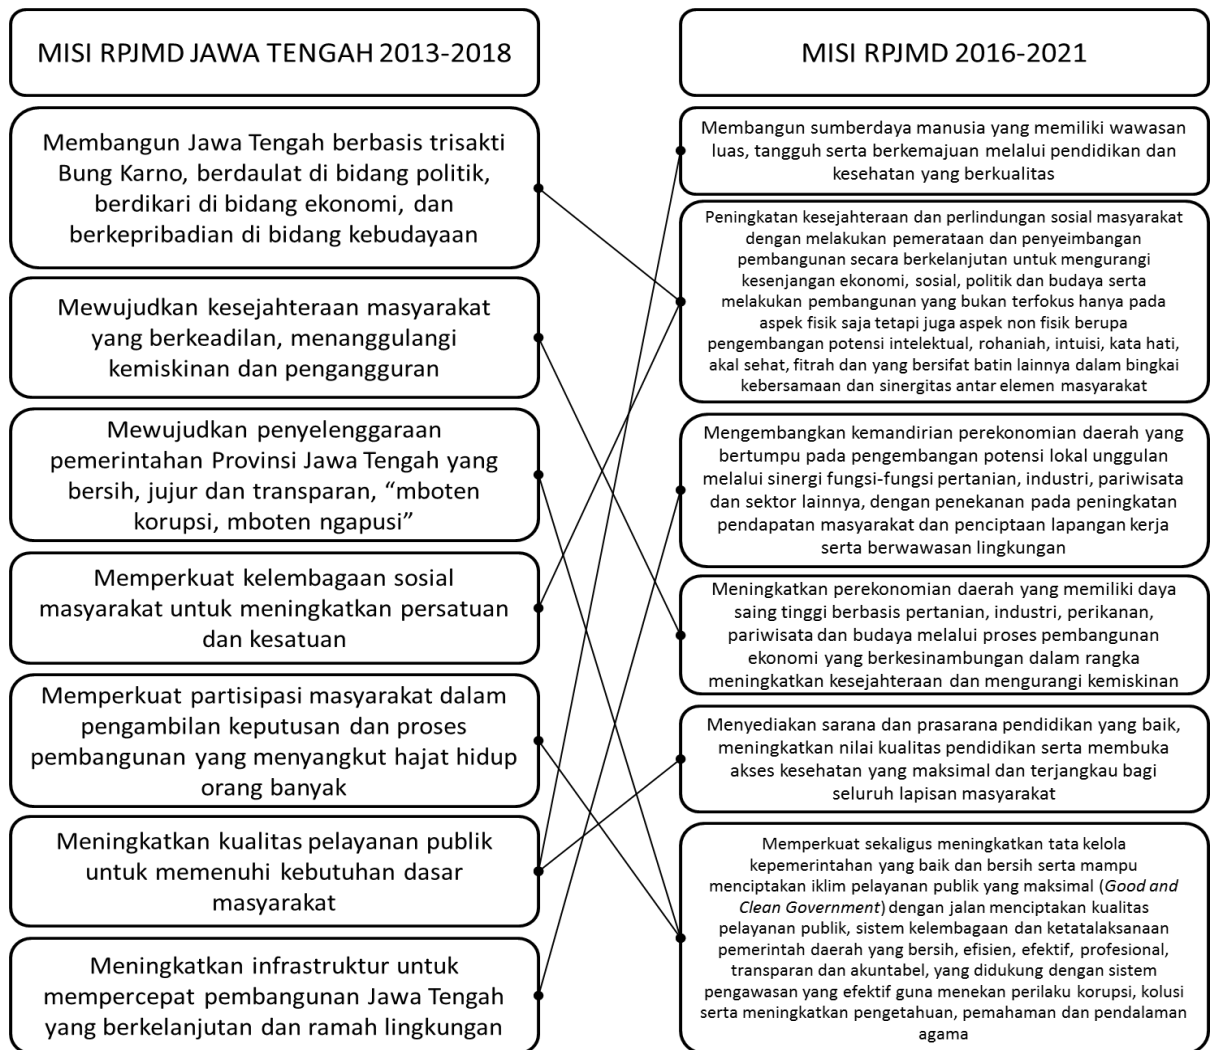 MISI RPJMD JAWA TENGAH 2013-2018
Membangun Jawa Tengah berbasis trisakti
Bung Karno, berdaulat di bidang politik,
berdikari di bidang ekonomi, dan
berkepribadian di bidang kebudayaan
Mewujudkan kesejahteraan masyarakat
yang berkeadilan, menanggulangi
kemiskinan dan pengangguran
Mewujudkan penyelenggaraan
pemerintahan Provinsi Jawa Tengah yang
bersih, jujur dan transparan, “mboten
korupsi, mboten ngapusi”
Memperkuat kelembagaan sosial
masyarakat untuk meningkatkan persatuan
dan kesatuan
Memperkuat partisipasi masyarakat dalam
pengambilan keputusan dan proses
pembangunan yang menyangkut hajat hidup
orang banyak
Meningkatkan kualitas pelayanan publik
untuk memenuhi kebutuhan dasar
masyarakat
Meningkatkan infrastruktur untuk
mempercepat pembangunan Jawa Tengah
yang berkelanjutan dan ramah lingkungan
MISI RPJMD 2016-2021
Membangun sumberdaya manusia yang memiliki wawasan
luas, tangguh serta berkemajuan melalui pendidikan dan
kesehatan yang berkualitas
Peningkatan kesejahteraan dan perlindungan sosial masyarakat
dengan melakukan pemerataan dan penyeimbangan
pembangunan secara berkelanjutan untuk mengurangi
kesenjangan ekonomi, sosial, politik dan budaya serta
melakukan pembangunan yang bukan terfokus hanya pada
aspek fisik saja tetapi juga aspek non fisik berupa
pengembangan potensi intelektual, rohaniah, intuisi, kata hati,
akal sehat, fitrah dan yang bersifat batin lainnya dalam bingkai
kebersamaan dan sinergitas antar elemen masyarakat
Mengembangkan kemandirian perekonomian daerah yang
bertumpu pada pengembangan potensi lokal unggulan
melalui sinergi fungsi-fungsi pertanian, industri, pariwisata
dan sektor lainnya, dengan penekanan pada peningkatan
pendapatan masyarakat dan penciptaan lapangan kerja
serta berwawasan lingkungan
Meningkatkan perekonomian daerah yang memiliki daya
saing tinggi berbasis pertanian, industri, perikanan,
pariwisata dan budaya melalui proses pembangunan
ekonomi yang berkesinambungan dalam rangka
meningkatkan kesejahteraan dan mengurangi kemiskinan
Menyediakan sarana dan prasarana pendidikan yang baik,
meningkatkan nilai kualitas pendidikan serta membuka
akses kesehatan yang maksimal dan terjangkau bagi
seluruh lapisan masyarakat
Memperkuat sekaligus meningkatkan tata kelola
kepemerintahan yang baik dan bersih serta mampu
menciptakan iklim pelayanan publik yang maksimal (Good and
Clean Government) dengan jalan menciptakan kualitas
pelayanan publik, sistem kelembagaan dan ketatalaksanaan
pemerintah daerah yang bersih, efisien, efektif, profesional,
transparan dan akuntabel, yang didukung dengan sistem
pengawasan yang efektif guna menekan perilaku korupsi, kolusi
serta meningkatkan pengetahuan, pemahaman dan pendalaman
agama